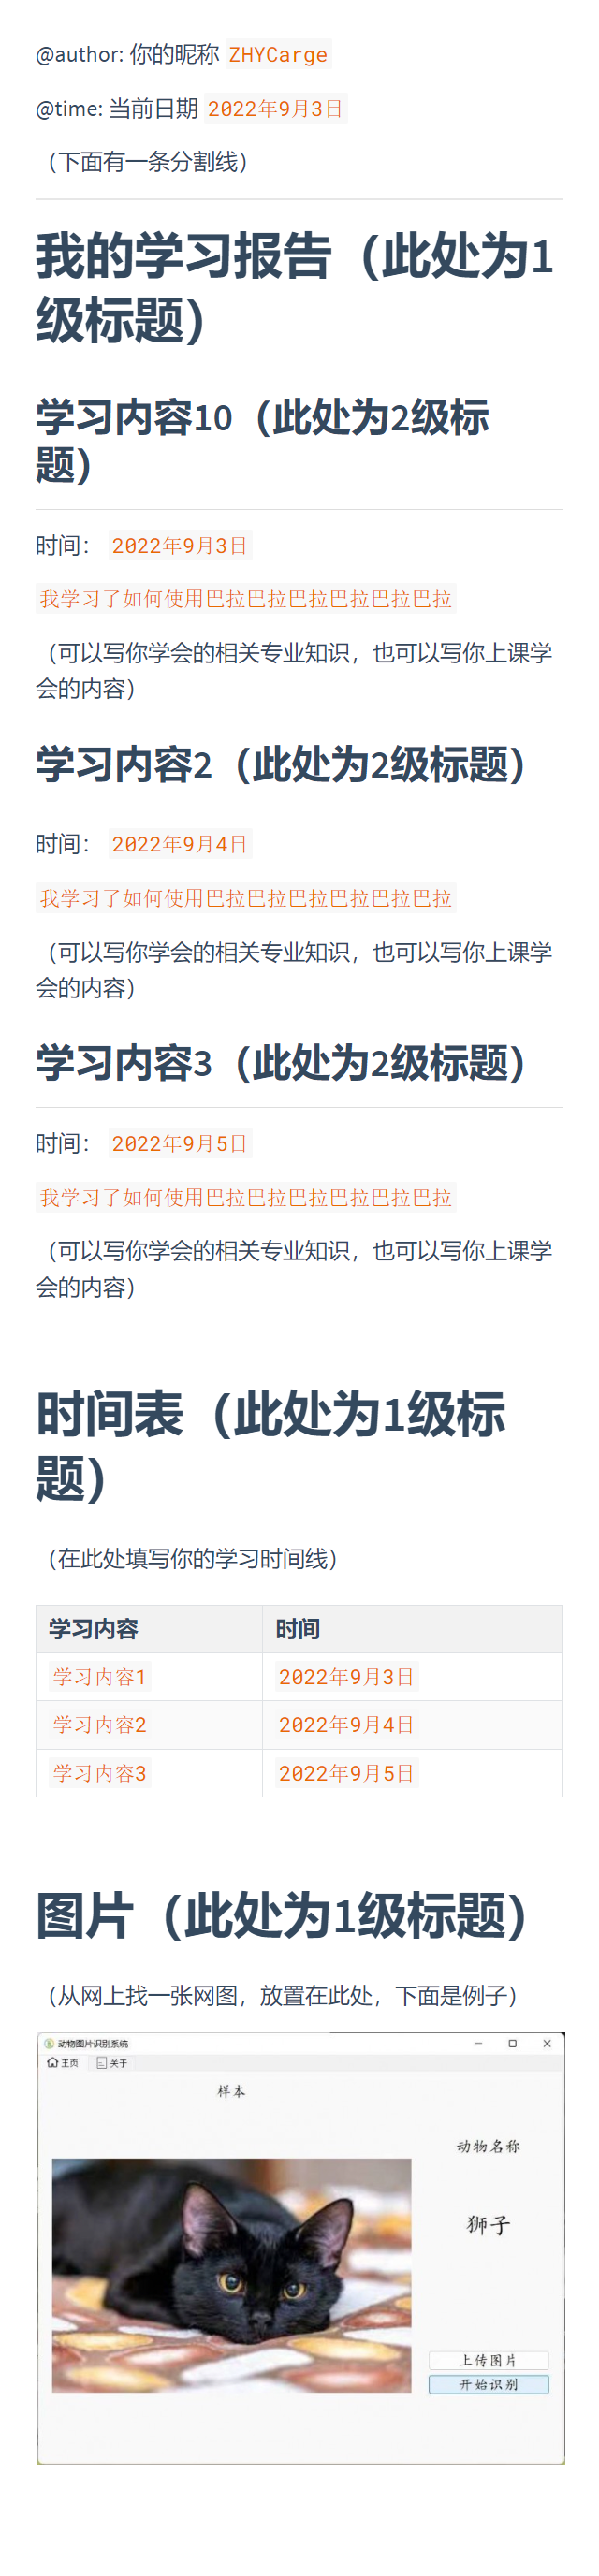 @author: 你的昵称 ZHYCarge
@time: 当前日期 2022年9月3日
（下面有一条分割线）
我的学习报告（此处为1
级标题）
学习内容10（此处为2级标
题）
时间： 2022年9月3日
我学习了如何使用巴拉巴拉巴拉巴拉巴拉巴拉
（可以写你学会的相关专业知识，也可以写你上课学
会的内容）
学习内容2（此处为2级标题）
时间： 2022年9月4日
我学习了如何使用巴拉巴拉巴拉巴拉巴拉巴拉
（可以写你学会的相关专业知识，也可以写你上课学
会的内容）
学习内容3（此处为2级标题）
时间： 2022年9月5日
我学习了如何使用巴拉巴拉巴拉巴拉巴拉巴拉
（可以写你学会的相关专业知识，也可以写你上课学
会的内容）
时间表（此处为1级标
题）
（在此处填写你的学习时间线）
学习内容 时间
学习内容1 2022年9月3日
学习内容2 2022年9月4日
学习内容3 2022年9月5日
图片（此处为1级标题）
（从网上找一张网图，放置在此处，下面是例子）
动物图片识别系统
主页 关于
样本
动物名称
狮子
上传图片
开始识别